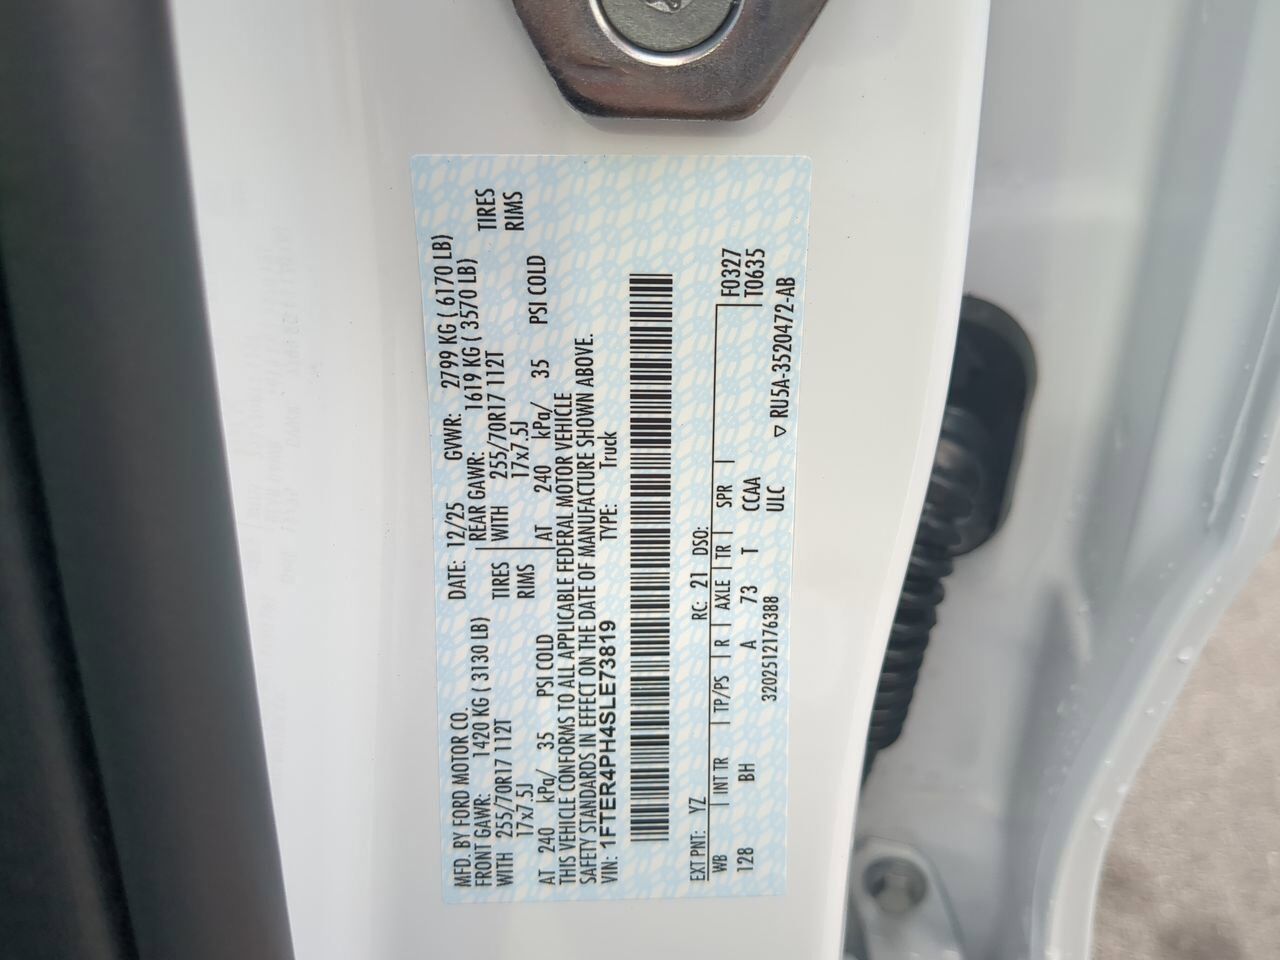 MFD. BY FORD MOTOR CO. DATE: 12/25 GVWR: 2799 KG ( 6170 LB)
FRONT GAWR: 1420 KG ( 3130 LB) REAR GAWR: 1619 KG ( 3570 LB)
WITH 255/70R17 112T TIRES WITH 255/70R17 112T TIRES
17x7.5J RIMS 17x7.5J RIMS
AT 240 kPa/ 35 PSI COLD AT 240 kPa/ 35 PSI COLD
THIS VEHICLE CONFORMS TO ALL APPLICABLE FEDERAL MOTOR VEHICLE
SAFETY STANDARDS IN EFFECT ON THE DATE OF MANUFACTURE SHOWN ABOVE.
VIN: 1FTER4PH4SLE73819 TYPE: Truck
EXT PNT: YZ RC: 21 DSO:
WB INT TR TP/PS R AXLE TR SPR F0327
128 BH A 73 T CCAA T0635
3202512176388 ULC ▽ RU5A-3520472-AB